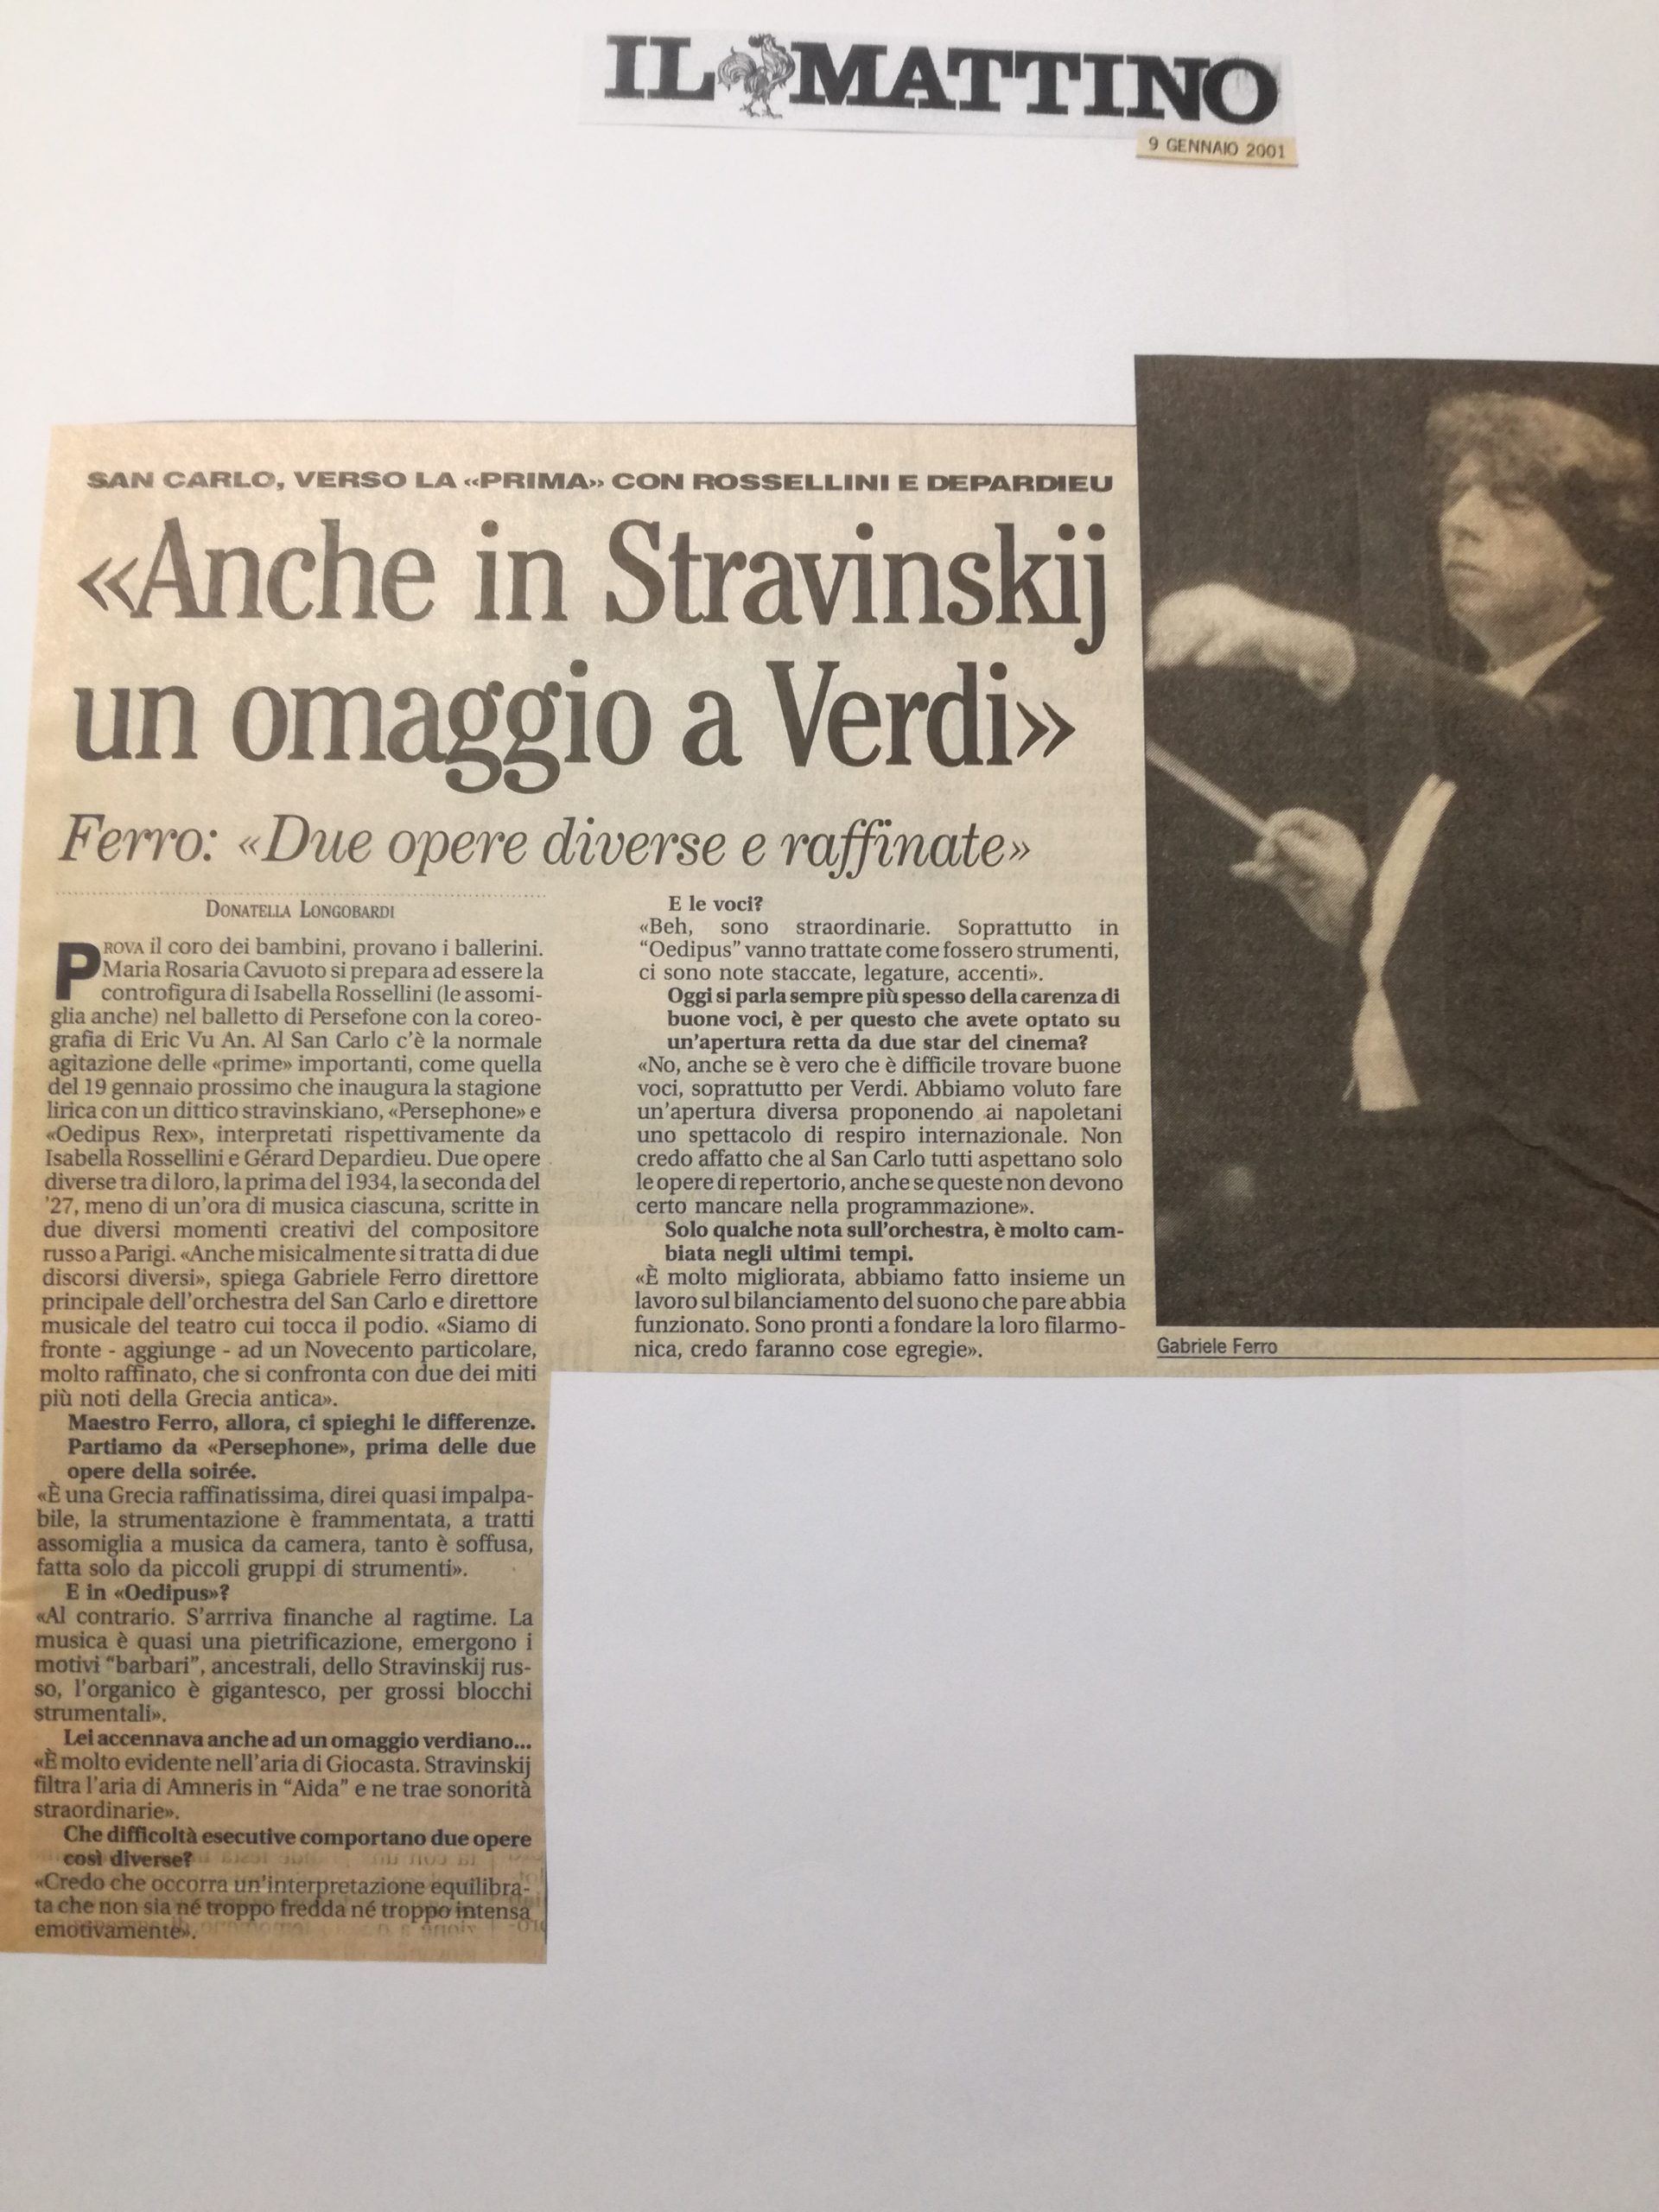 IL MATTINO
9 GENNAIO 2001
SAN CARLO, VERSO LA «PRIMA» CON ROSSELLINI E DEPARDIEU
«Anche in Stravinskij
un omaggio a Verdi»
Ferro: «Due opere diverse e raffinate»
DONATELLA LONGOBARDI
PROVA il coro dei bambini, provano i ballerini.
Maria Rosaria Cavuoto si prepara ad essere la
controfigura di Isabella Rossellini (le assomi-
glia anche) nel balletto di Persefone con la coreo-
grafia di Eric Vu An. Al San Carlo c'è la normale
agitazione delle «prime» importanti, come quella
del 19 gennaio prossimo che inaugura la stagione
lirica con un dittico stravinskiano, «Persephone» e
«Oedipus Rex», interpretati rispettivamente da
Isabella Rossellini e Gérard Depardieu. Due opere
diverse tra di loro, la prima del 1934, la seconda del
'27, meno di un'ora di musica ciascuna, scritte in
due diversi momenti creativi del compositore
russo a Parigi. «Anche misicalmente si tratta di due
discorsi diversi», spiega Gabriele Ferro direttore
principale dell'orchestra del San Carlo e direttore
musicale del teatro cui tocca il podio. «Siamo di
fronte - aggiunge - ad un Novecento particolare,
molto raffinato, che si confronta con due dei miti
più noti della Grecia antica».
Maestro Ferro, allora, ci spieghi le differenze.
Partiamo da «Persephone», prima delle due
opere della soirée.
«È una Grecia raffinatissima, direi quasi impalpa-
bile, la strumentazione è frammentata, a tratti
assomiglia a musica da camera, tanto è soffusa,
fatta solo da piccoli gruppi di strumenti».
E in «Oedipus»?
«Al contrario. S'arrriva finanche al ragtime. La
musica è quasi una pietrificazione, emergono i
motivi "barbari", ancestrali, dello Stravinskij rus-
so, l'organico è gigantesco, per grossi blocchi
strumentali».
Lei accennava anche ad un omaggio verdiano...
«È molto evidente nell'aria di Giocasta. Stravinskij
filtra l'aria di Amneris in "Aida" e ne trae sonorità
straordinarie».
Che difficoltà esecutive comportano due opere
così diverse?
«Credo che occorra un'interpretazione equilibra-
ta che non sia né troppo fredda né troppo intensa
emotivamente».
E le voci?
«Beh, sono straordinarie. Soprattutto in
"Oedipus" vanno trattate come fossero strumenti,
ci sono note staccate, legature, accenti».
Oggi si parla sempre più spesso della carenza di
buone voci, è per questo che avete optato su
un'apertura retta da due star del cinema?
«No, anche se è vero che è difficile trovare buone
voci, soprattutto per Verdi. Abbiamo voluto fare
un'apertura diversa proponendo ai napoletani
uno spettacolo di respiro internazionale. Non
credo affatto che al San Carlo tutti aspettano solo
le opere di repertorio, anche se queste non devono
certo mancare nella programmazione».
Solo qualche nota sull'orchestra, è molto cam-
biata negli ultimi tempi.
«È molto migliorata, abbiamo fatto insieme un
lavoro sul bilanciamento del suono che pare abbia
funzionato. Sono pronti a fondare la loro filarmo-
nica, credo faranno cose egregie».
Gabriele Ferro